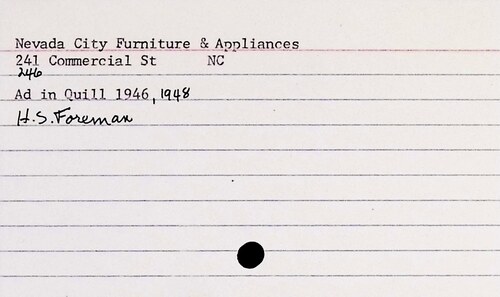 Nevada City Furniture & Appliances
241 Commercial St NC
246
Ad in Quill 1946, 1948
H.S. Foreman